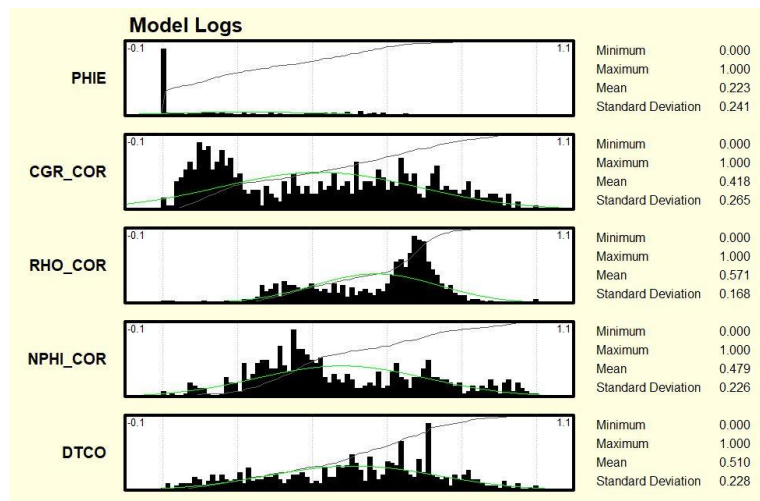 Model Logs
PHIE
-0.1 1.1
Minimum 0.000
Maximum 1.000
Mean 0.223
Standard Deviation 0.241
CGR_COR
-0.1 1.1
Minimum 0.000
Maximum 1.000
Mean 0.418
Standard Deviation 0.265
RHO_COR
-0.1 1.1
Minimum 0.000
Maximum 1.000
Mean 0.571
Standard Deviation 0.168
NPHI_COR
-0.1 1.1
Minimum 0.000
Maximum 1.000
Mean 0.479
Standard Deviation 0.226
DTCO
-0.1 1.1
Minimum 0.000
Maximum 1.000
Mean 0.510
Standard Deviation 0.228